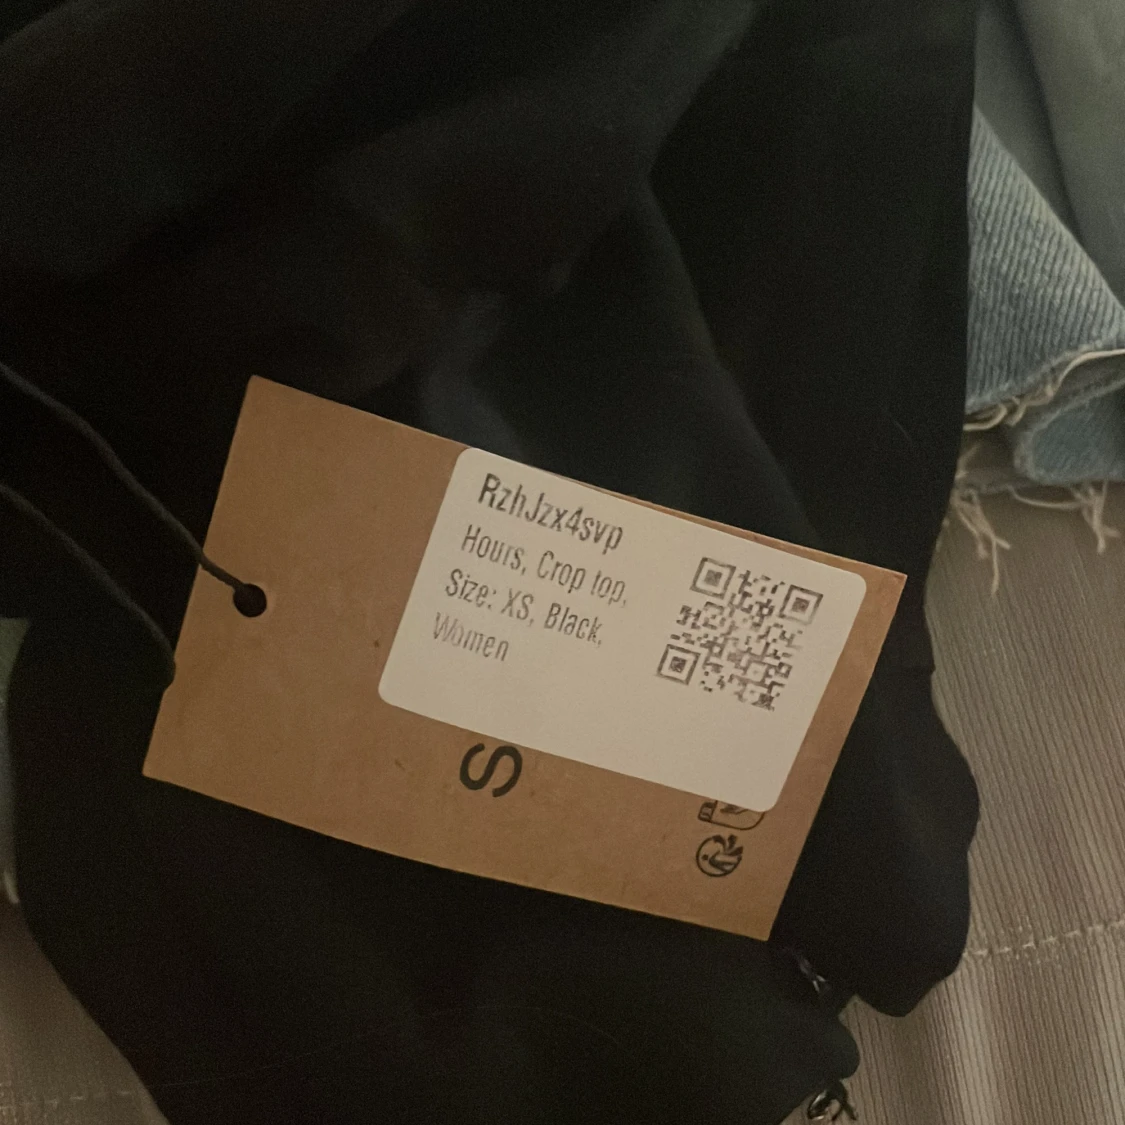 RzhJzx4svp
Hours, Crop top,
Size: XS, Black,
Women
S